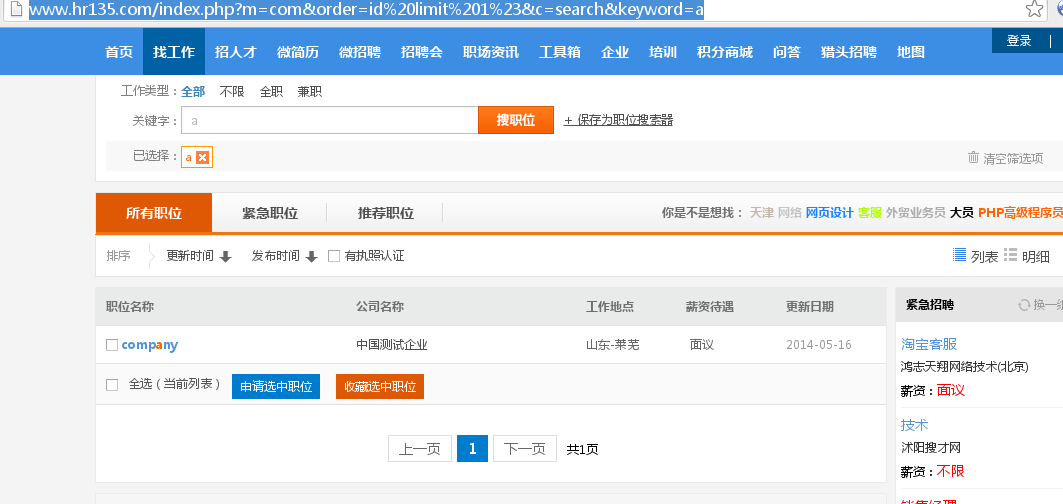 www.hr135.com/index.php?m=com&order=id%20limit%201%23&c=search&keyword=a
登录 |
首页 找工作 招人才 微简历 微招聘 招聘会 职场资讯 工具箱 企业 培训 积分商城 问答 猎头招聘 地图
工作类型： 全部 不限 全职 兼职
关键字： a 搜职位 + 保存为职位搜索器
已选择： a 清空筛选项
所有职位 紧急职位 推荐职位 你是不是想找： 天津 网络 网页设计 客服 外贸业务员 大员 PHP高级程序员
排序 更新时间 发布时间 有执照认证 列表 明细
职位名称 公司名称 工作地点 薪资待遇 更新日期
company 中国测试企业 山东-莱芜 面议 2014-05-16
全选（当前列表） 申请选中职位 收藏选中职位
上一页 1 下一页 共1页
紧急招聘 换一组
淘宝客服
鸿志天翔网络技术(北京)
薪资：面议
技术
沭阳搜才网
薪资：不限